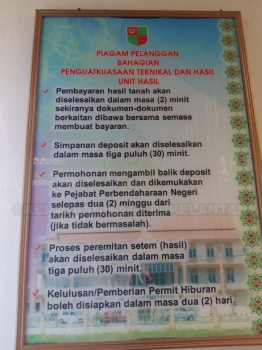 PIAGAM PELANGGAN
BAHAGIAN
PENGUATKUASAAN TEKNIKAL DAN HASIL
UNIT HASIL
Pembayaran hasil tanah akan
diselesaikan dalam masa (2) minit
sekiranya dokumen-dokumen
berkaitan dibawa bersama semasa
membuat bayaran.
Simpanan deposit akan diselesaikan
dalam masa tiga puluh (30) minit.
Permohonan mengambil balik deposit
akan diselesaikan dan dikemukakan
ke Pejabat Perbendaharaan Negeri
selepas dua (2) minggu dari
tarikh permohonan diterima
(jika tidak bermasalah).
Proses peremitan setem (hasil)
akan diselesaikan dalam masa
tiga puluh (30) minit.
Kelulusan/Pemberian Permit Hiburan
boleh disiapkan dalam masa dua (2) hari.